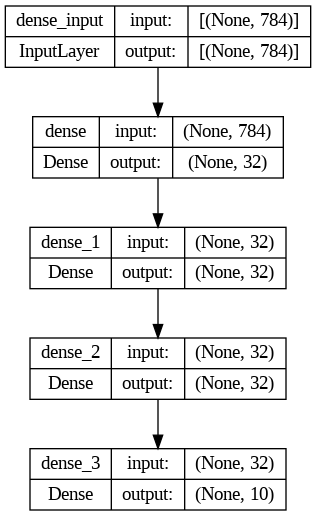 dense_input input: [(None, 784)]
InputLayer output: [(None, 784)]
dense input: (None, 784)
Dense output: (None, 32)
dense_1 input: (None, 32)
Dense output: (None, 32)
dense_2 input: (None, 32)
Dense output: (None, 32)
dense_3 input: (None, 32)
Dense output: (None, 10)